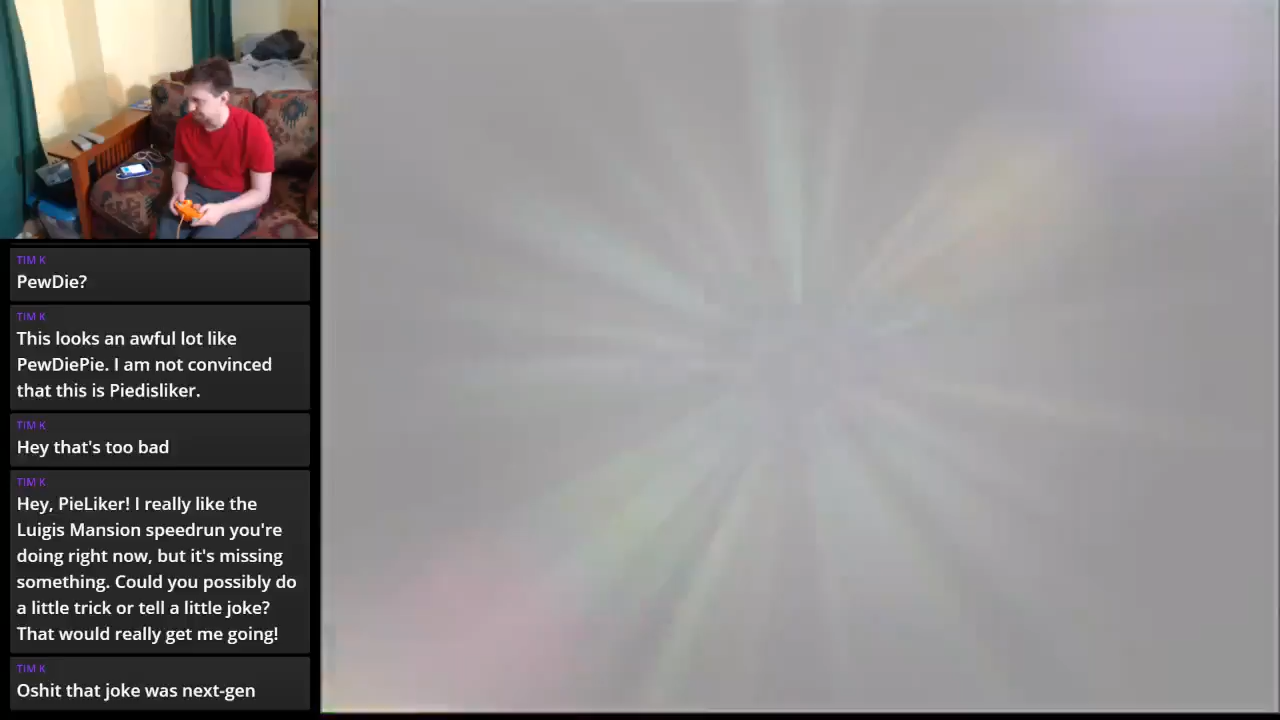 TIM K
PewDie?
TIM K
This looks an awful lot like
PewDiePie. I am not convinced
that this is Piedisliker.
TIM K
Hey that's too bad
TIM K
Hey, PieLiker! I really like the
Luigis Mansion speedrun you're
doing right now, but it's missing
something. Could you possibly do
a little trick or tell a little joke?
That would really get me going!
TIM K
Oshit that joke was next-gen